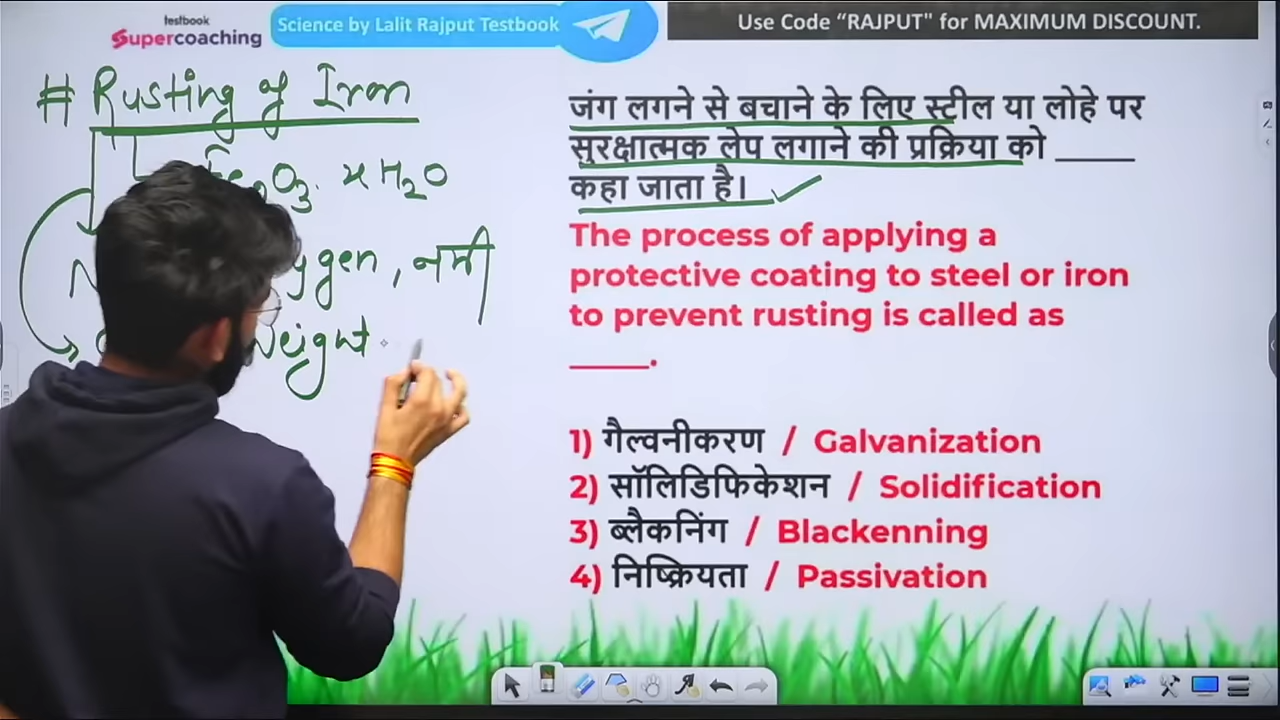 testbook
Supercoaching
Science by Lalit Rajput Testbook
Use Code “RAJPUT" for MAXIMUM DISCOUNT.
# Rusting of Iron
O3. xH2O
, नमी
जंग लगने से बचाने के लिए स्टील या लोहे पर
सुरक्षात्मक लेप लगाने की प्रक्रिया को _____
कहा जाता है।
The process of applying a
protective coating to steel or iron
to prevent rusting is called as
_____.
1) गैल्वनीकरण / Galvanization
2) सॉलिडिफिकेशन / Solidification
3) ब्लैकनिंग / Blackenning
4) निष्क्रियता / Passivation